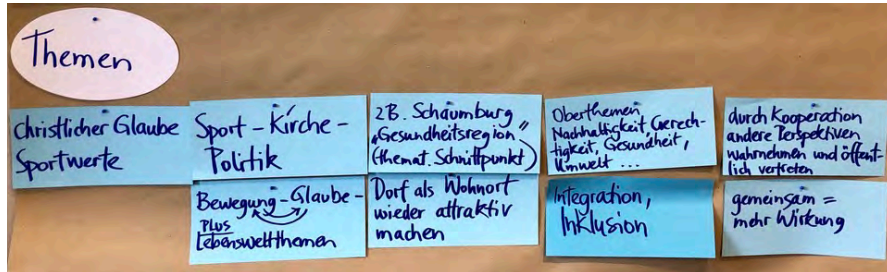 Themen
christlicher Glaube
Sportwerte
Sport - Kirche -
Politik
Bewegung - Glaube -
PLUS
Lebensweltthemen
zB. Schaumburg
„Gesundheitsregion"
(themat. Schnittpunkt)
Dorf als Wohnort
wieder attraktiv
machen
Oberthemen
Nachhaltigkeit Gerech-
tigkeit, Gesundheit,
Umwelt ...
Integration,
Inklusion
durch Kooperation
andere Perspektiven
wahrnehmen und öffent-
lich vertreten
gemeinsam =
mehr Wirkung